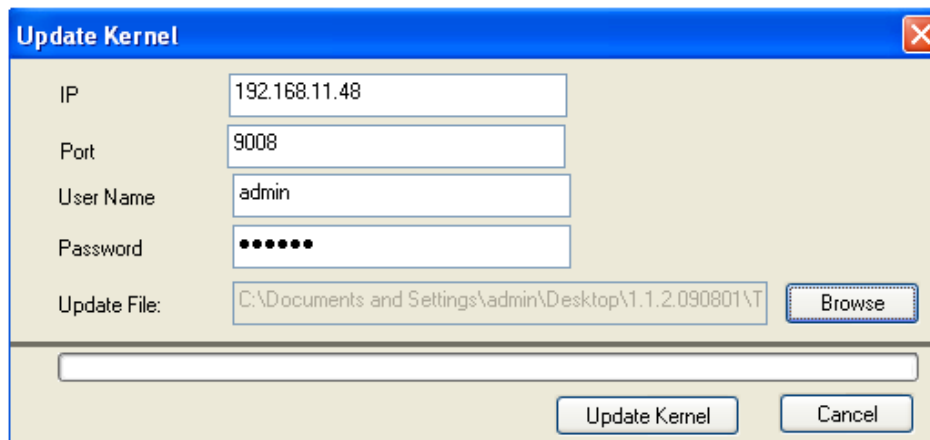 Update Kernel
IP 192.168.11.48
Port 9008
User Name admin
Password ●●●●●●
Update File: C:\Documents and Settings\admin\Desktop\1.1.2.090801\T Browse
Update Kernel Cancel